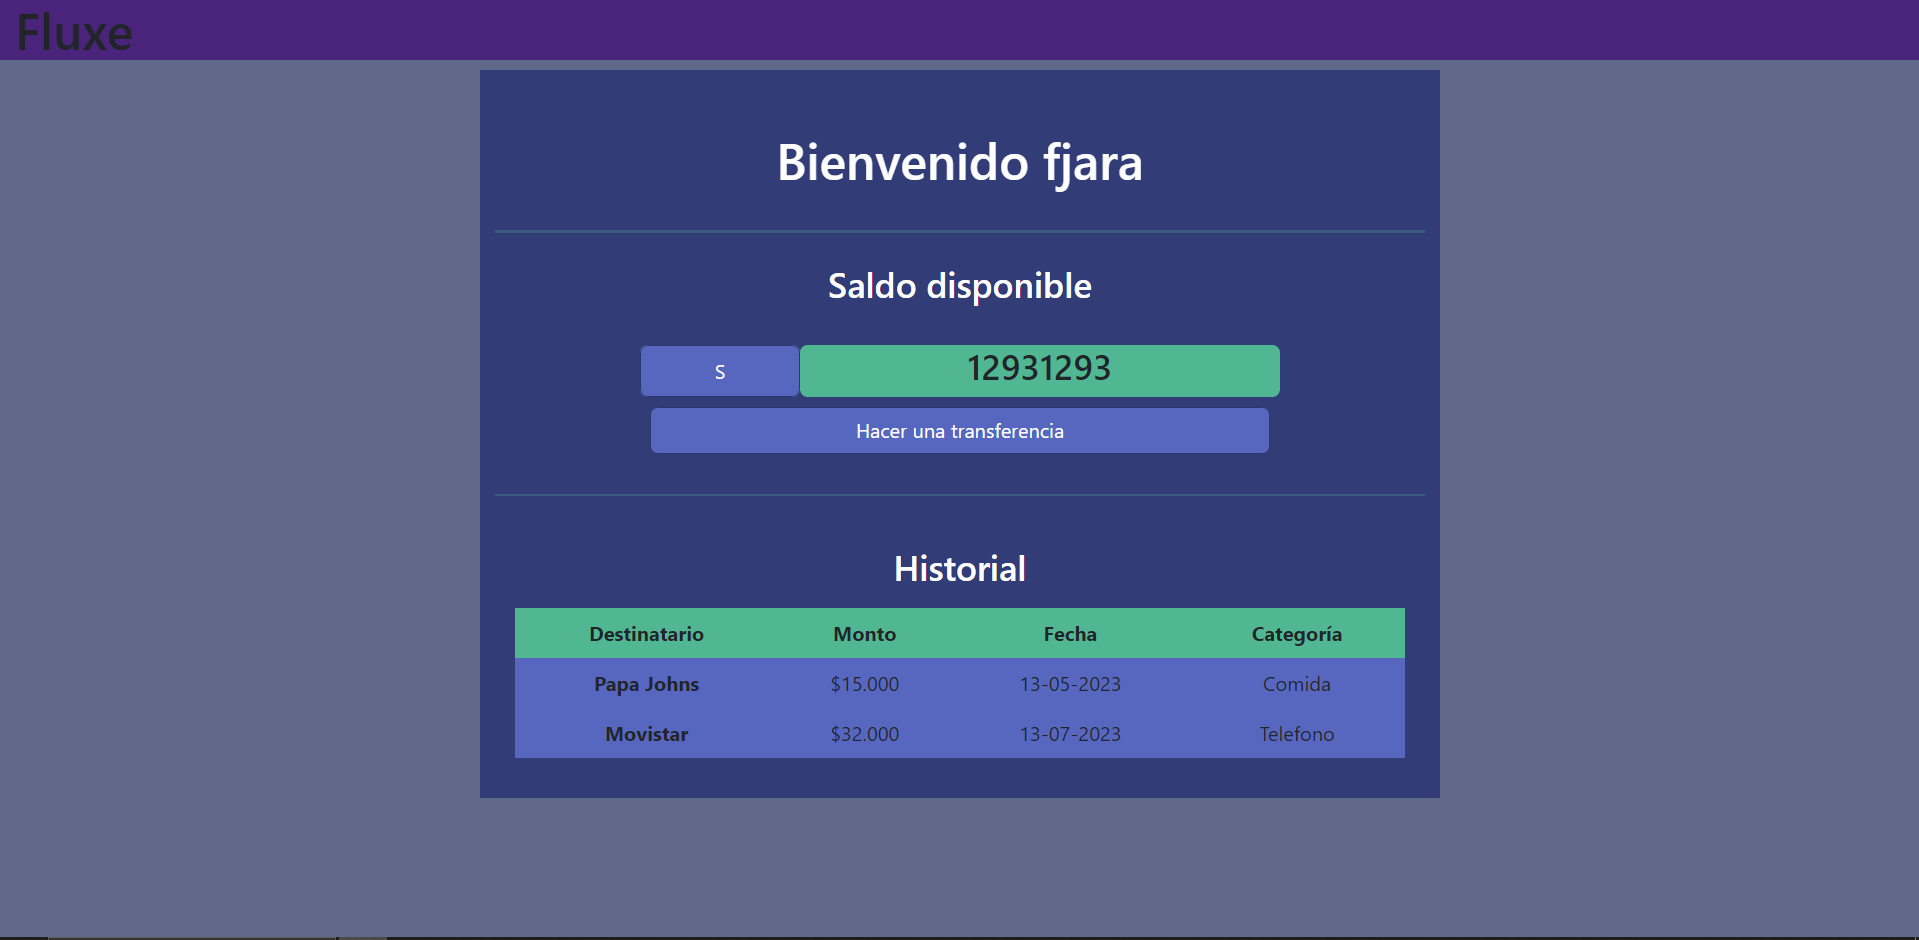 Fluxe
Bienvenido fjara
Saldo disponible
S 12931293
Hacer una transferencia
Historial
Destinatario Monto Fecha Categoría
Papa Johns $15.000 13-05-2023 Comida
Movistar $32.000 13-07-2023 Telefono